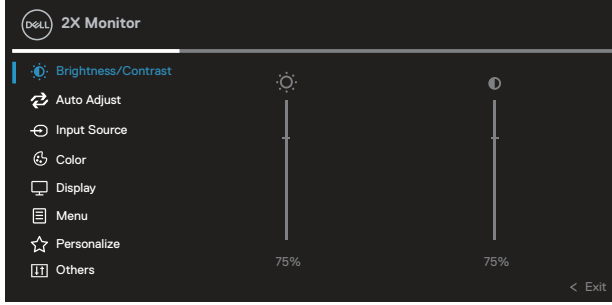 DELL 2X Monitor
Brightness/Contrast
Auto Adjust
Input Source
Color
Display
Menu
Personalize
Others
75% 75%
< Exit